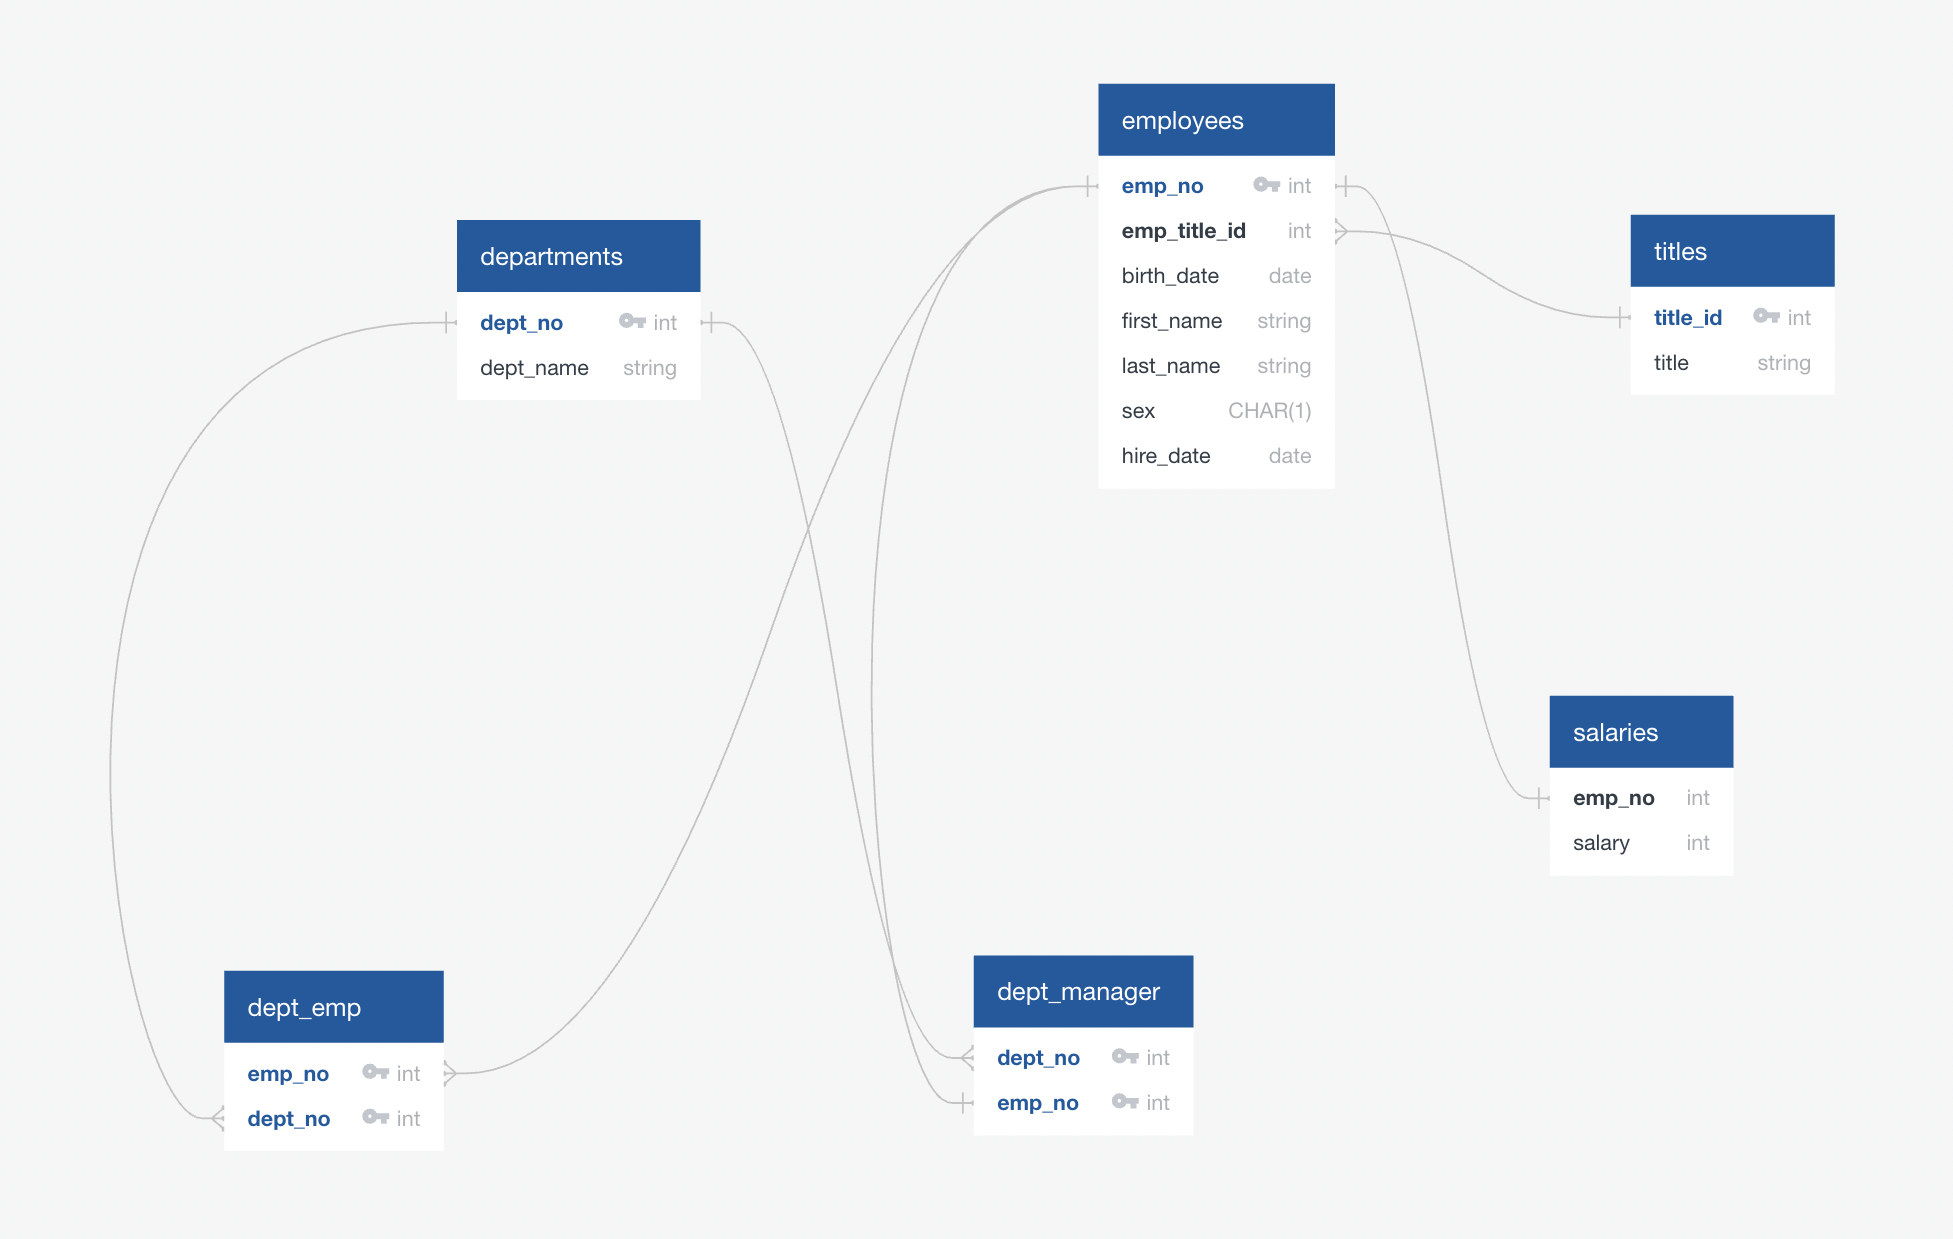 employees
emp_no int
emp_title_id int
birth_date date
first_name string
last_name string
sex CHAR(1)
hire_date date
departments
dept_no int
dept_name string
titles
title_id int
title string
salaries
emp_no int
salary int
dept_emp
emp_no int
dept_no int
dept_manager
dept_no int
emp_no int